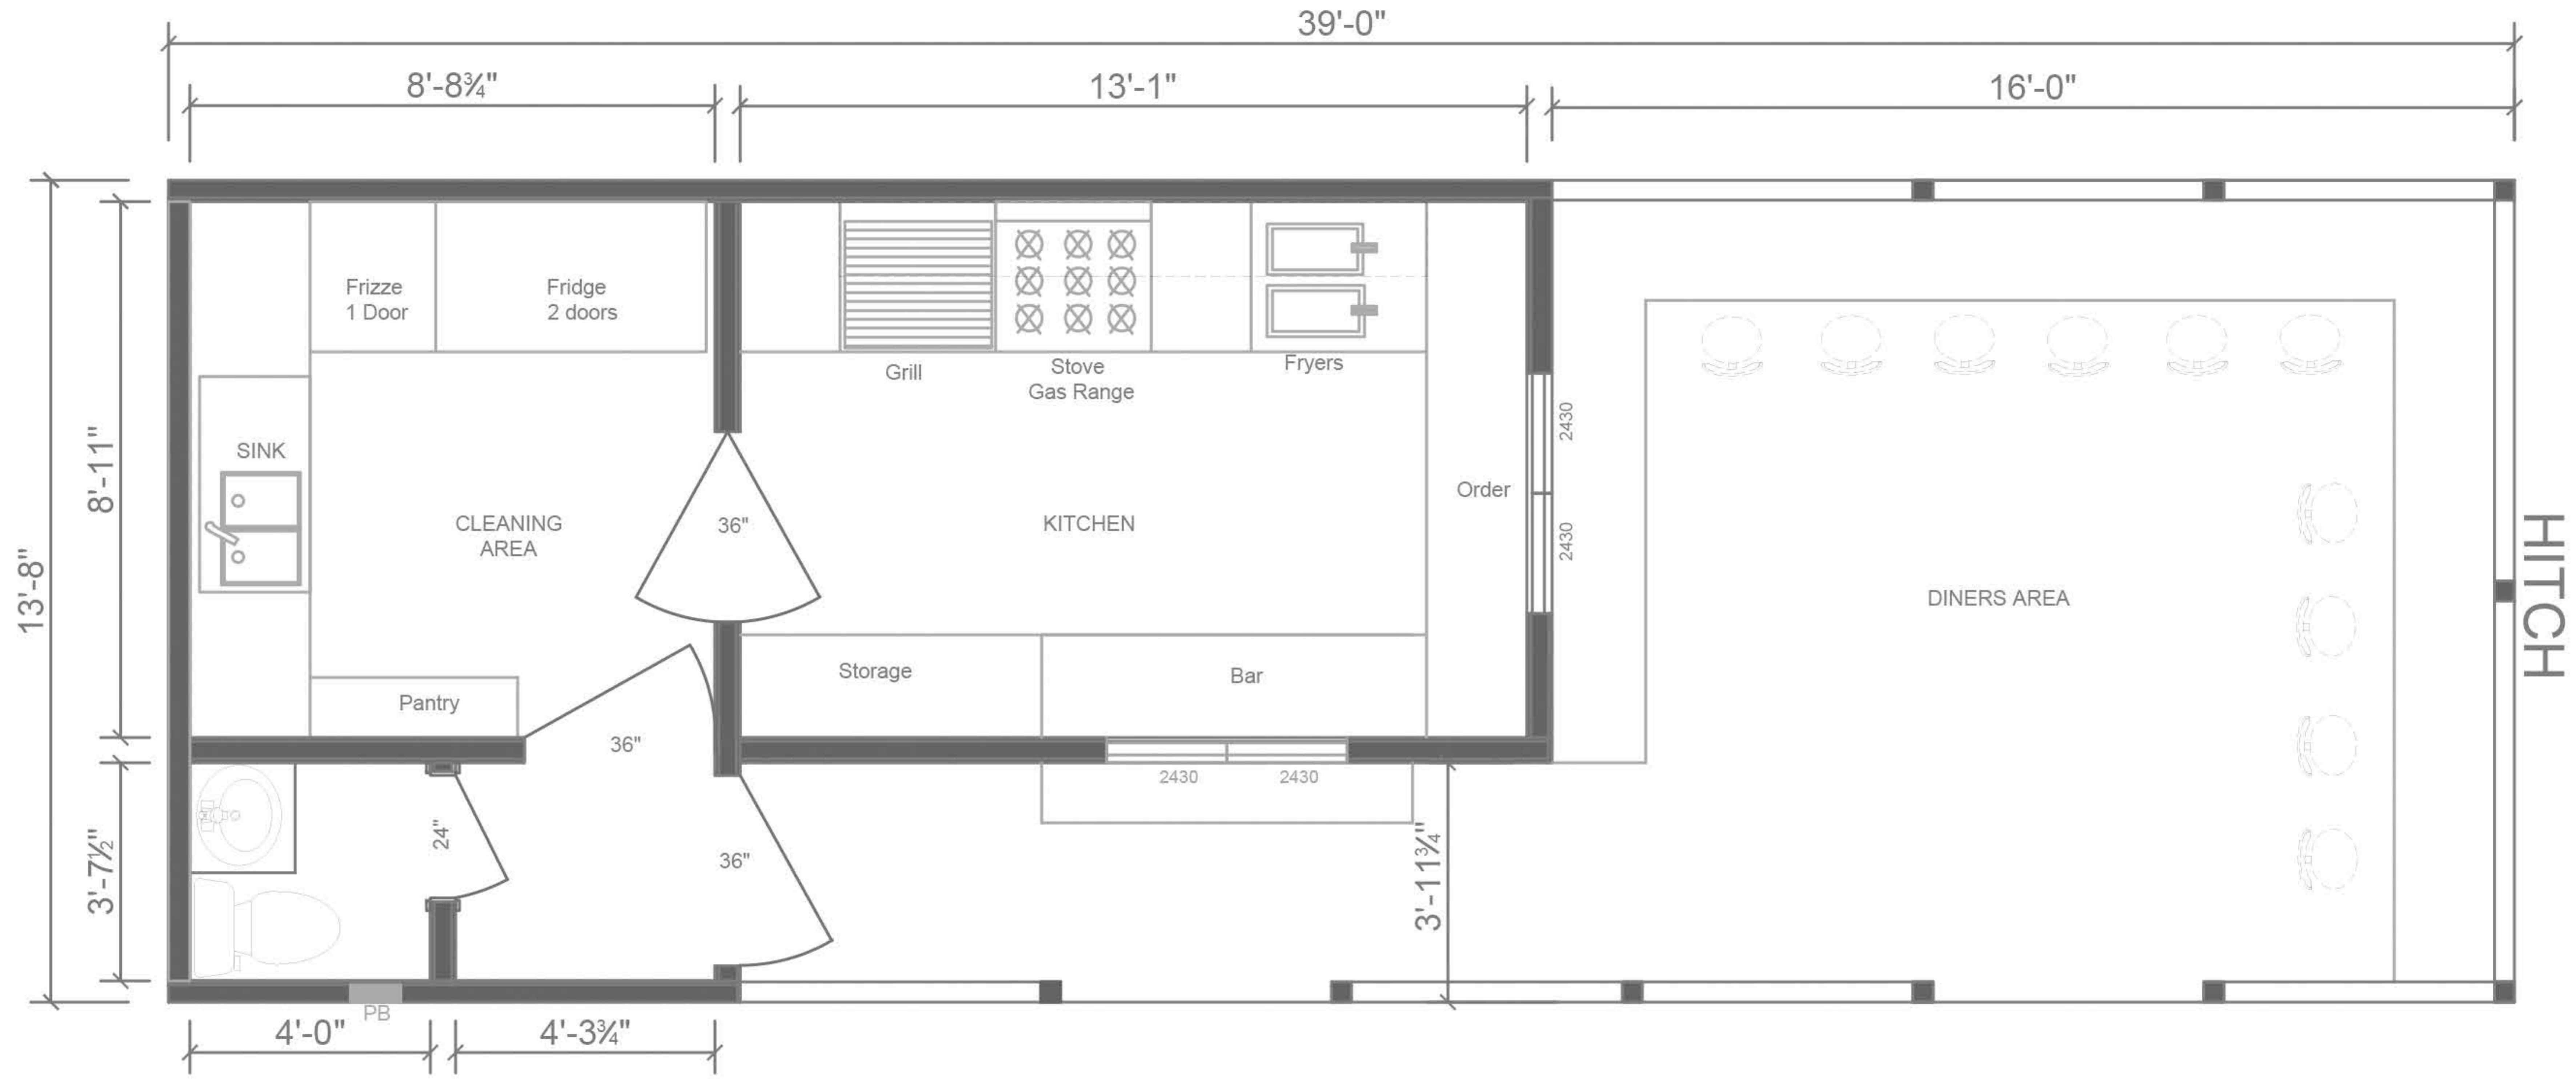 39'-0"
8'-8¾"
13'-1"
16'-0"
13'-8"
8'-11"
3'-7½"
Frizze
1 Door
Fridge
2 doors
Grill
Stove
Gas Range
Fryers
2430
2430
SINK
CLEANING
AREA
36"
KITCHEN
Order
DINERS AREA
HITCH
Pantry
Storage
Bar
36"
2430
2430
24"
36"
3'-11¾"
PB
4'-0"
4'-3¾"